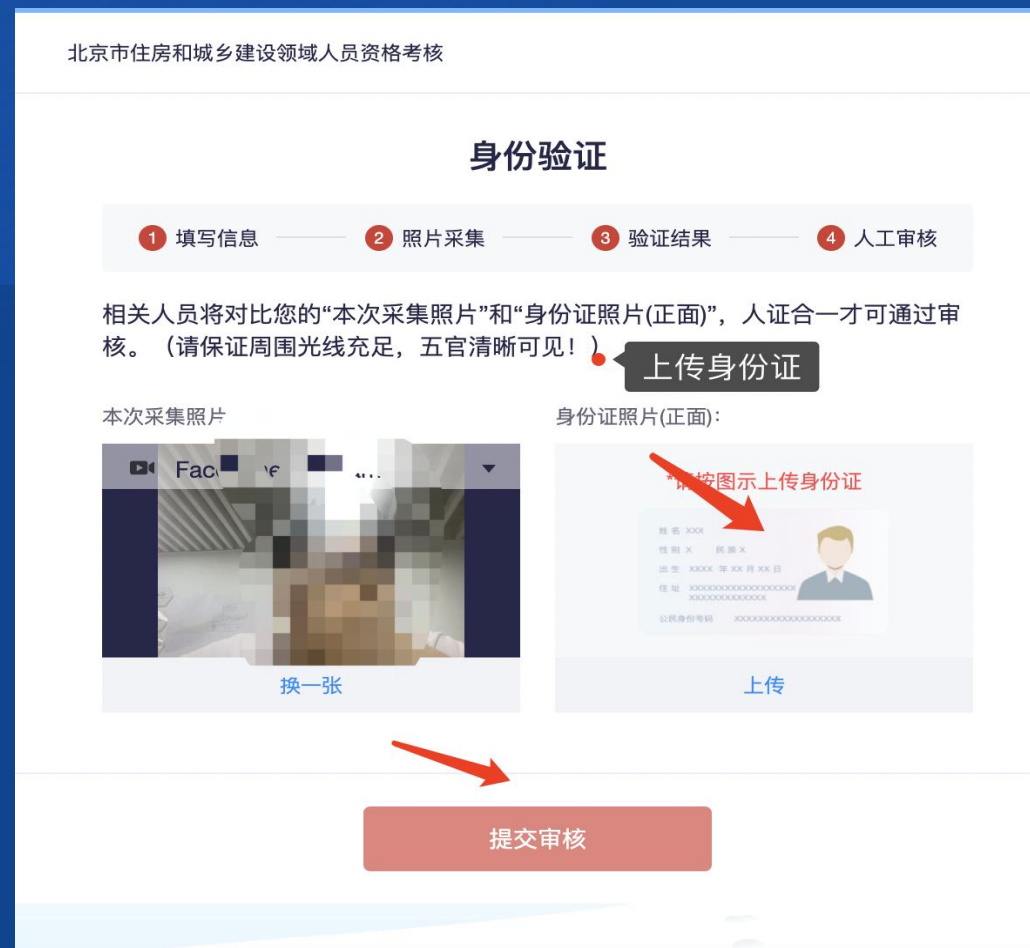 北京市住房和城乡建设领域人员资格考核
身份验证
1 填写信息 2 照片采集 3 验证结果 4 人工审核
相关人员将对比您的“本次采集照片”和“身份证照片(正面)”，人证合一才可通过审
核。（请保证周围光线充足，五官清晰可见！）
上传身份证
本次采集照片
身份证照片(正面)：
Fac
*请按图示上传身份证
姓 名 XXX
性 别 X 民 族 X
出 生 XXXX 年 XX 月 XX 日
住 址 XXXXXXXXXXXXXXXXXXX
XXXXXXXXXXXXX
公民身份号码 XXXXXXXXXXXXXXXXXX
换一张
上传
提交审核